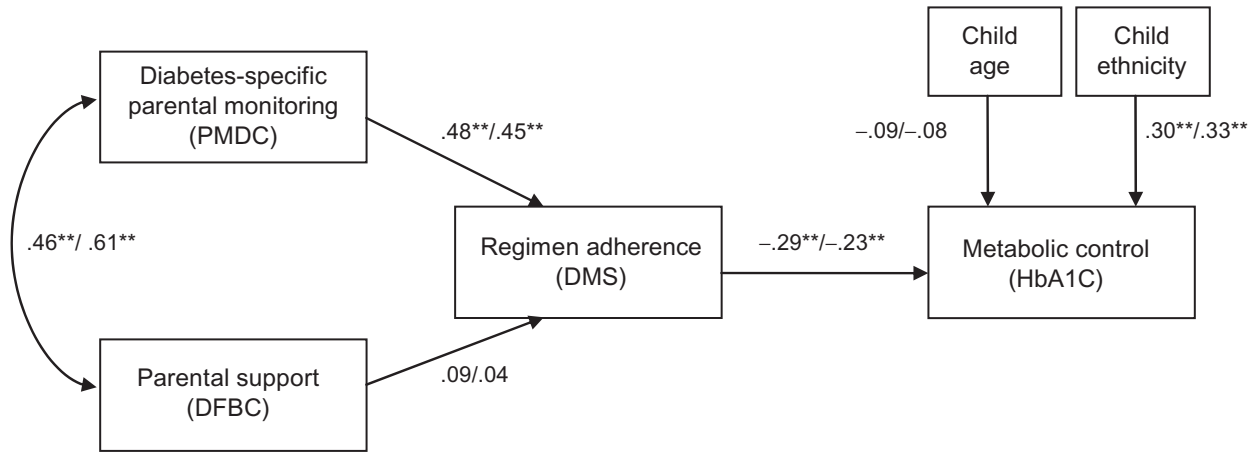 Diabetes-specific
parental monitoring
(PMDC)
Child
age
Child
ethnicity
.48**/.45**
−.09/−.08
.30**/.33**
.46**/ .61**
Regimen adherence
(DMS)
−.29**/−.23**
Metabolic control
(HbA1C)
Parental support
(DFBC)
.09/.04